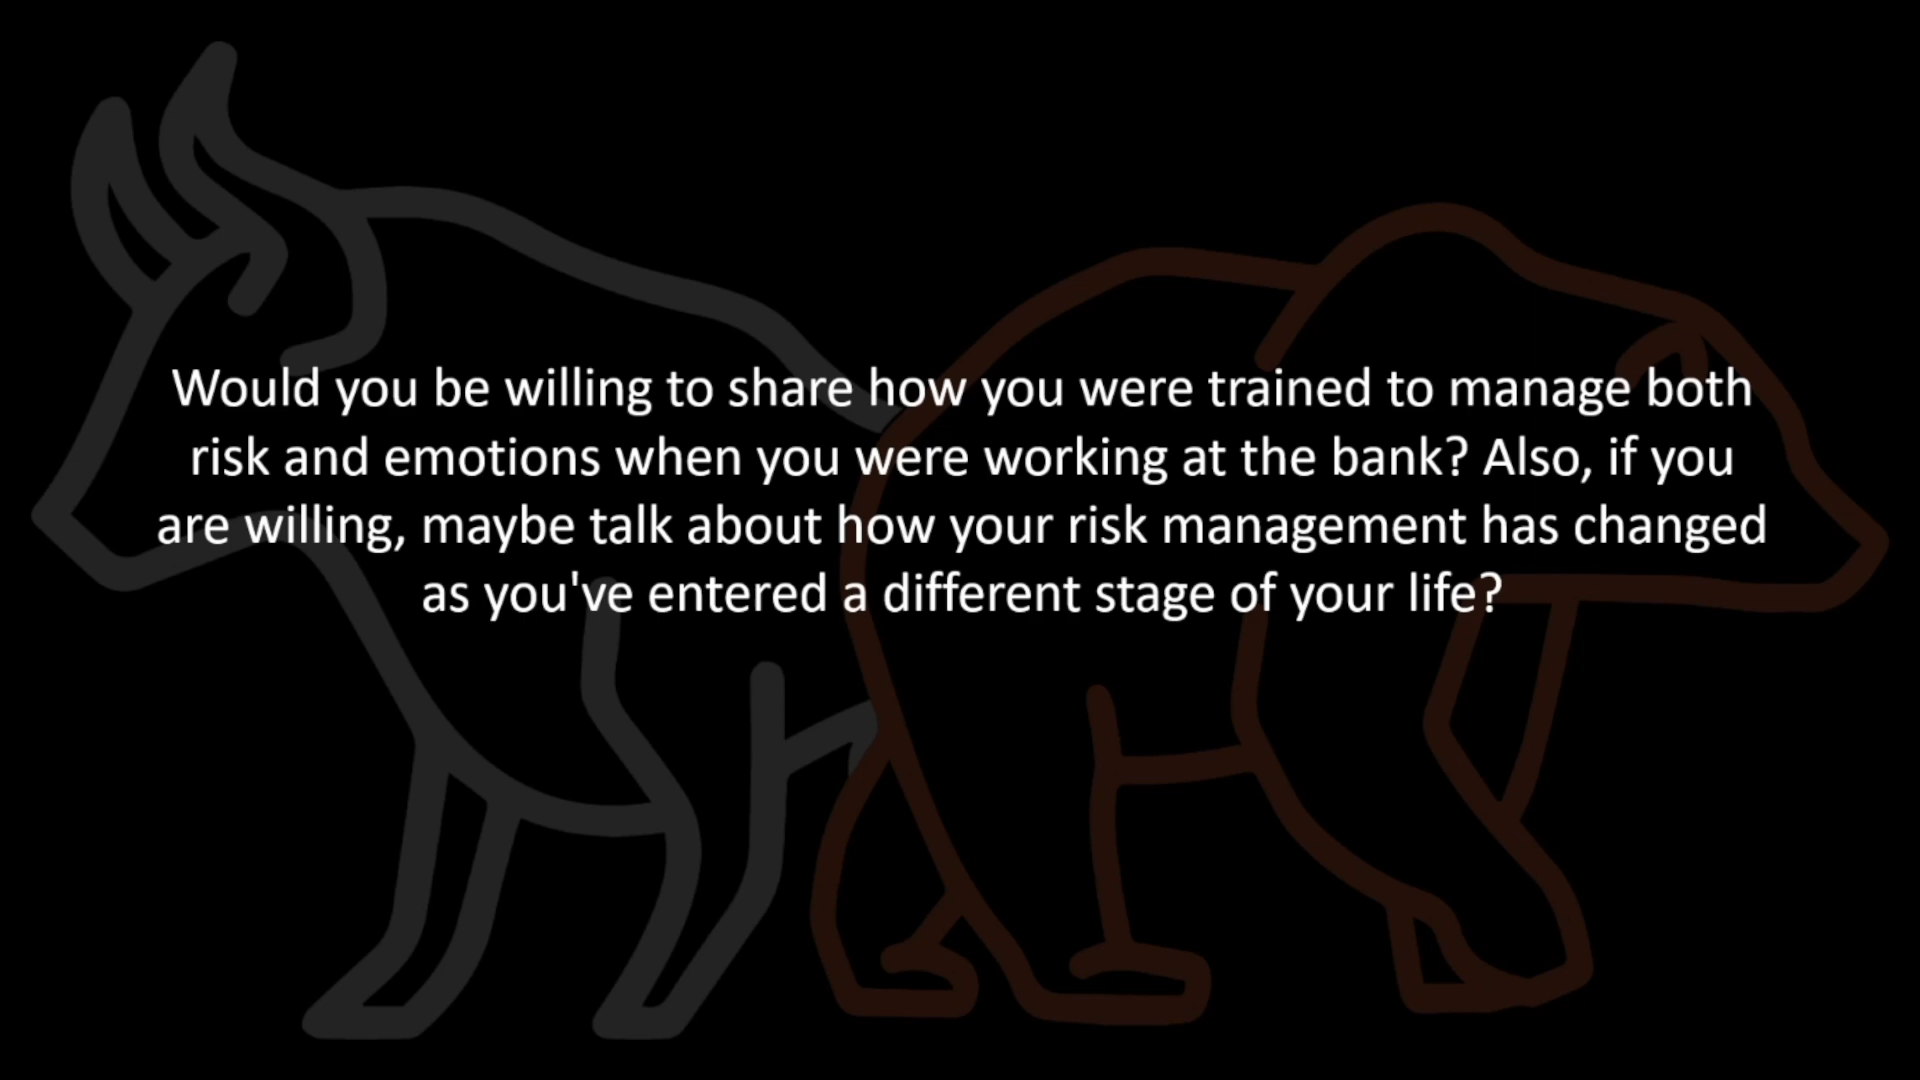 Would you be willing to share how you were trained to manage both
risk and emotions when you were working at the bank? Also, if you
are willing, maybe talk about how your risk management has changed
as you've entered a different stage of your life?